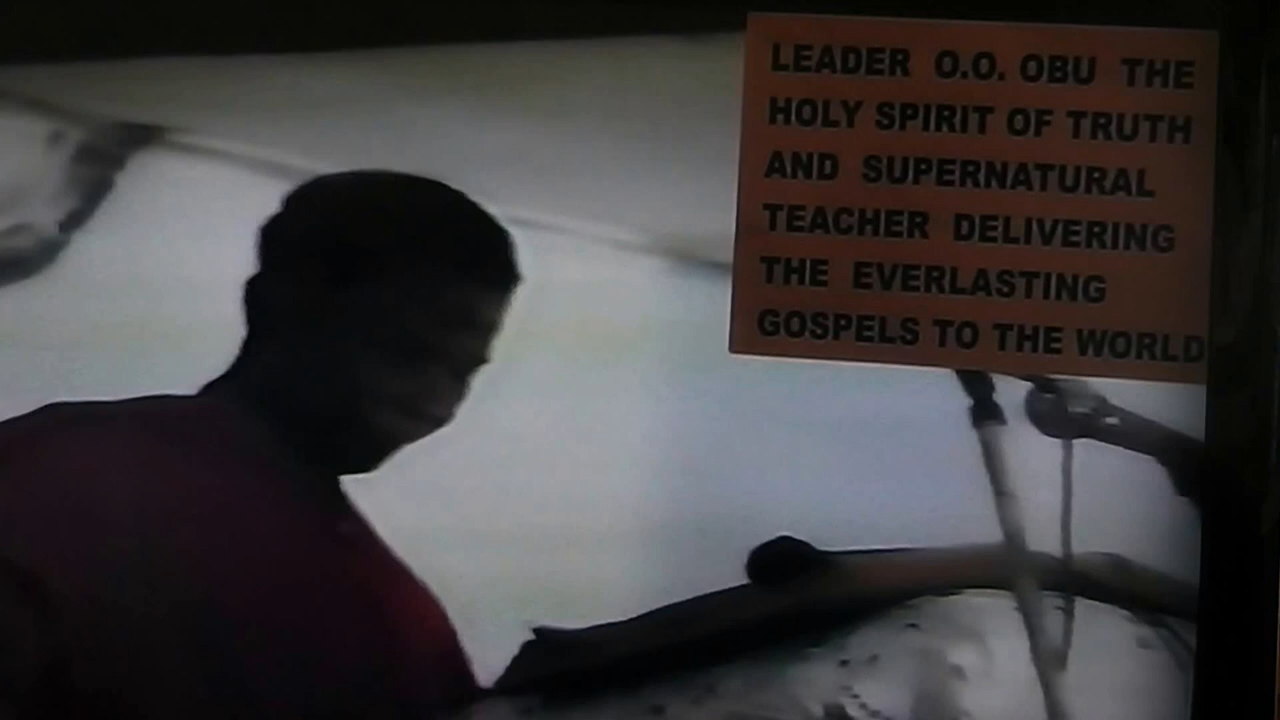 LEADER O.O. OBU THE
HOLY SPIRIT OF TRUTH
AND SUPERNATURAL
TEACHER DELIVERING
THE EVERLASTING
GOSPELS TO THE WORLD